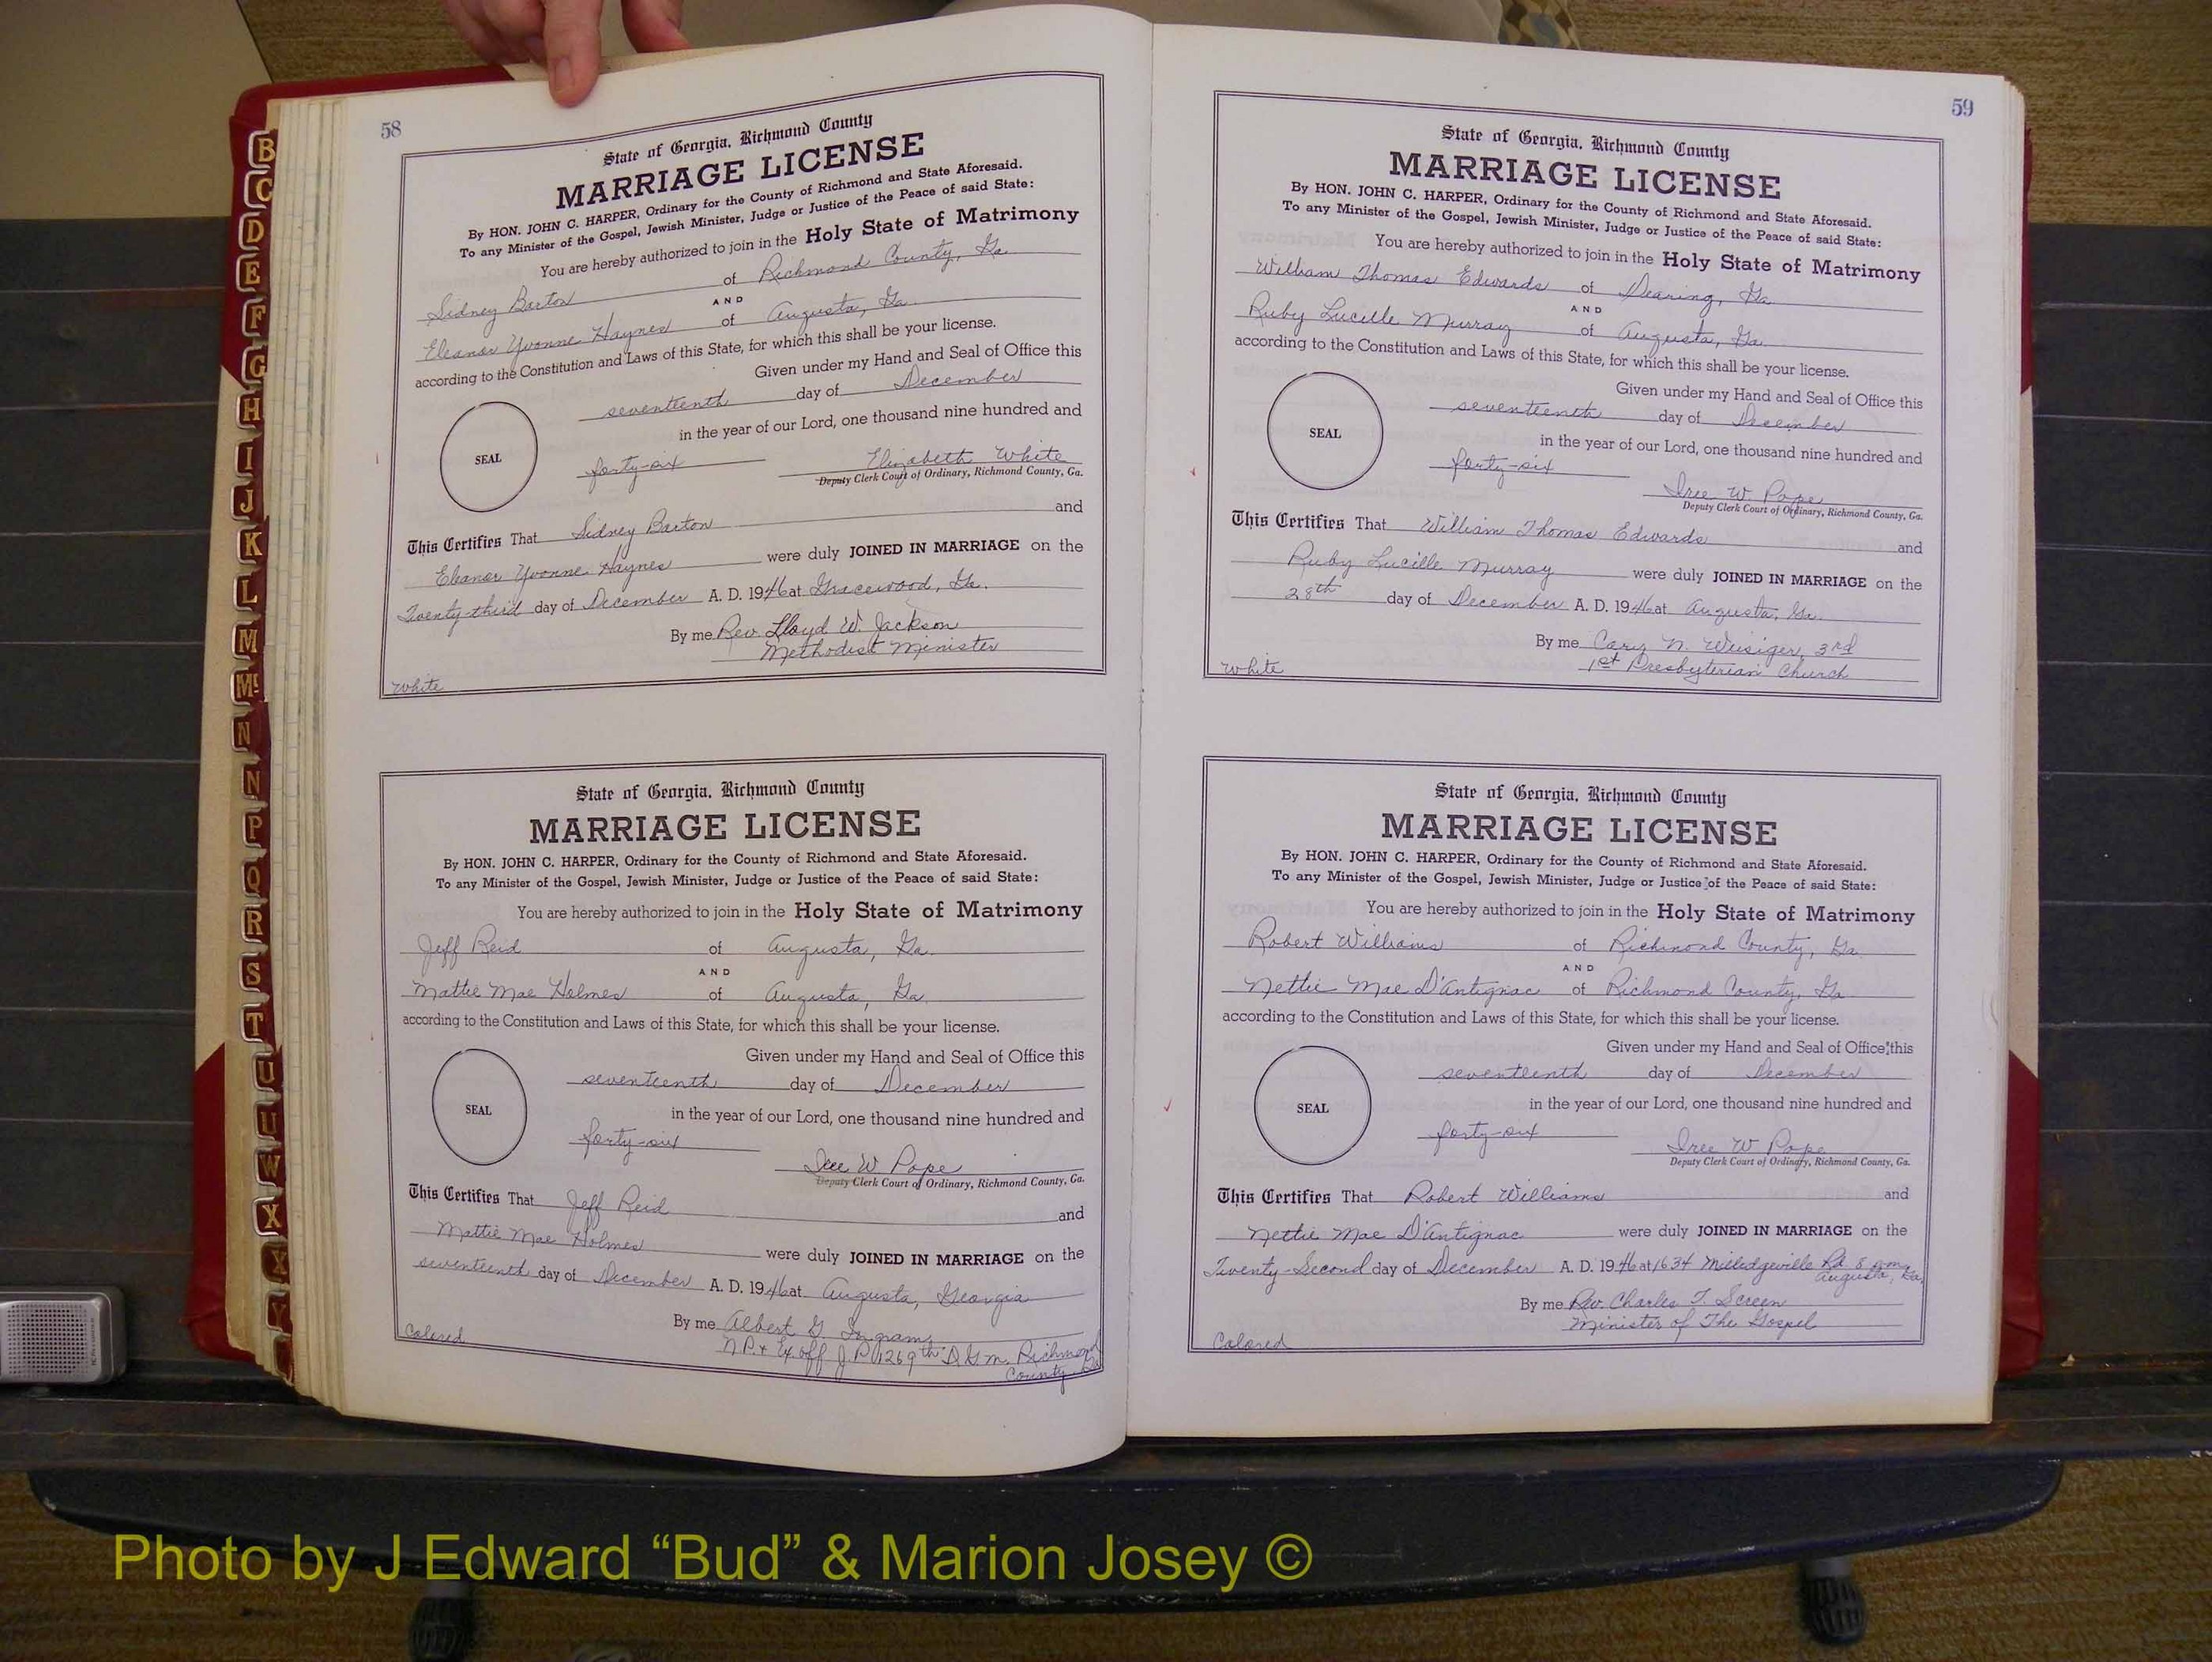 58
State of Georgia, Richmond County
MARRIAGE LICENSE
By HON. JOHN C. HARPER, Ordinary for the County of Richmond and State Aforesaid.
To any Minister of the Gospel, Jewish Minister, Judge or Justice of the Peace of said State:
You are hereby authorized to join in the Holy State of Matrimony
Sidney Barton of Richmond County, Ga.
AND
Eleanor Yvonne Haynes of Augusta, Ga.
according to the Constitution and Laws of this State, for which this shall be your license.
Given under my Hand and Seal of Office this
seventeenth day of December
in the year of our Lord, one thousand nine hundred and
SEAL
forty-six Elizabeth White
Deputy Clerk Court of Ordinary, Richmond County, Ga.
This Certifies That Sidney Barton and
Eleanor Yvonne Haynes were duly JOINED IN MARRIAGE on the
Twenty-third day of December A. D. 1946 at Gracewood, Ga.
By me Rev. Lloyd W. Jackson
Methodist Minister
White
State of Georgia, Richmond County
MARRIAGE LICENSE
By HON. JOHN C. HARPER, Ordinary for the County of Richmond and State Aforesaid.
To any Minister of the Gospel, Jewish Minister, Judge or Justice of the Peace of said State:
You are hereby authorized to join in the Holy State of Matrimony
Jeff Reid of Augusta, Ga.
AND
Mattie Mae Holmes of Augusta, Ga.
according to the Constitution and Laws of this State, for which this shall be your license.
Given under my Hand and Seal of Office this
seventeenth day of December
SEAL
in the year of our Lord, one thousand nine hundred and
forty-six Iree W. Pope
Deputy Clerk Court of Ordinary, Richmond County, Ga.
This Certifies That Jeff Reid and
Mattie Mae Holmes were duly JOINED IN MARRIAGE on the
seventeenth day of December A. D. 1946 at Augusta, Georgia
By me Albert G. Ingram
N.P. & Ex off J.P. 1269th D. G.M. Richmond
County, Ga.
Colored
59
State of Georgia, Richmond County
MARRIAGE LICENSE
By HON. JOHN C. HARPER, Ordinary for the County of Richmond and State Aforesaid.
To any Minister of the Gospel, Jewish Minister, Judge or Justice of the Peace of said State:
You are hereby authorized to join in the Holy State of Matrimony
William Thomas Edwards of Dearing, Ga.
AND
Ruby Lucille Murray of Augusta, Ga.
according to the Constitution and Laws of this State, for which this shall be your license.
Given under my Hand and Seal of Office this
seventeenth day of December
SEAL
in the year of our Lord, one thousand nine hundred and
forty-six Iree W. Pope
Deputy Clerk Court of Ordinary, Richmond County, Ga.
This Certifies That William Thomas Edwards and
Ruby Lucille Murray were duly JOINED IN MARRIAGE on the
28th day of December A. D. 1946 at Augusta, Ga.
By me Cary N. Weisiger, 3rd
1st Presbyterian Church
White
State of Georgia, Richmond County
MARRIAGE LICENSE
By HON. JOHN C. HARPER, Ordinary for the County of Richmond and State Aforesaid.
To any Minister of the Gospel, Jewish Minister, Judge or Justice of the Peace of said State:
You are hereby authorized to join in the Holy State of Matrimony
Robert Williams of Richmond County, Ga.
AND
Nettie Mae D'Antignac of Richmond County, Ga.
according to the Constitution and Laws of this State, for which this shall be your license.
Given under my Hand and Seal of Office this
seventeenth day of December
SEAL
in the year of our Lord, one thousand nine hundred and
forty-six Iree W. Pope
Deputy Clerk Court of Ordinary, Richmond County, Ga.
This Certifies That Robert Williams and
Nettie Mae D'Antignac were duly JOINED IN MARRIAGE on the
Twenty-Second day of December A. D. 1946 at 1634 Milledgeville Rd.
Augusta, Ga.
By me Rev. Charles T. Screen
Minister of The Gospel
Colored
B
C
D
E
F
G
H
I
J
K
L
M
Mc
N
N
P
Q
R
S
T
U
U
W
X
X
Y
Photo by J Edward “Bud” & Marion Josey ©